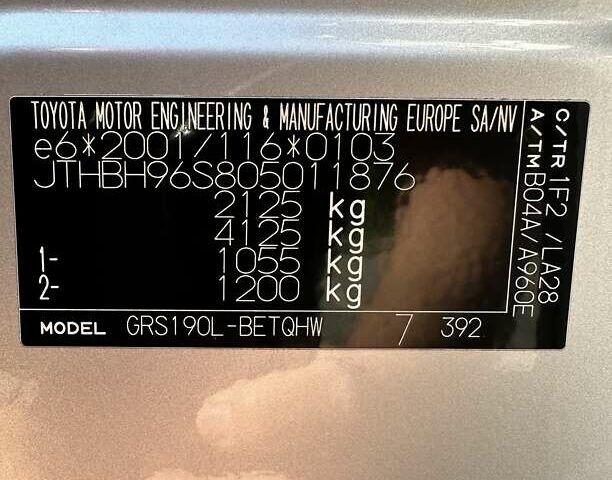 TOYOTA MOTOR ENGINEERING & MANUFACTURING EUROPE SA/NV
e6*2001/116*0103
JTHBH96S805011876
2125 kg
4125 kg
1- 1055 kg
2- 1200 kg
MODEL GRS190L-BETQHW 7 392
C/TR 1F2 /LA28
A/TM B04A/A960E